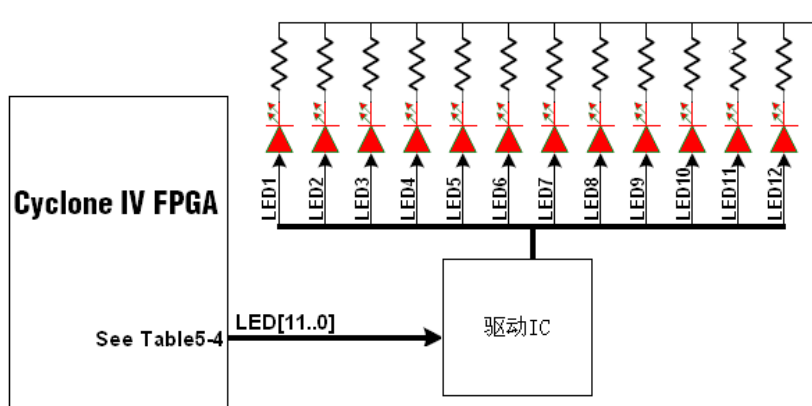 LED1
LED2
LED3
LED4
LED5
LED6
LED7
LED8
LED9
LED10
LED11
LED12
Cyclone IV FPGA
See Table5-4
LED[11..0]
驱动IC